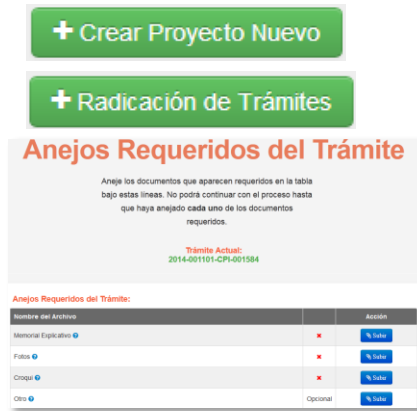 + Crear Proyecto Nuevo
+ Radicación de Trámites
Anejos Requeridos del Trámite
Aneje los documentos que aparecen requeridos en la tabla
bajo estas líneas. No podrá continuar con el proceso hasta
que haya anejado cada uno de los documentos
requeridos.
Trámite Actual:
2014-001101-CPI-001584
Anejos Requeridos del Trámite:
Nombre del Archivo Acción
Memorial Explicativo Subir
Fotos Subir
Croquí Subir
Otro Opcional Subir